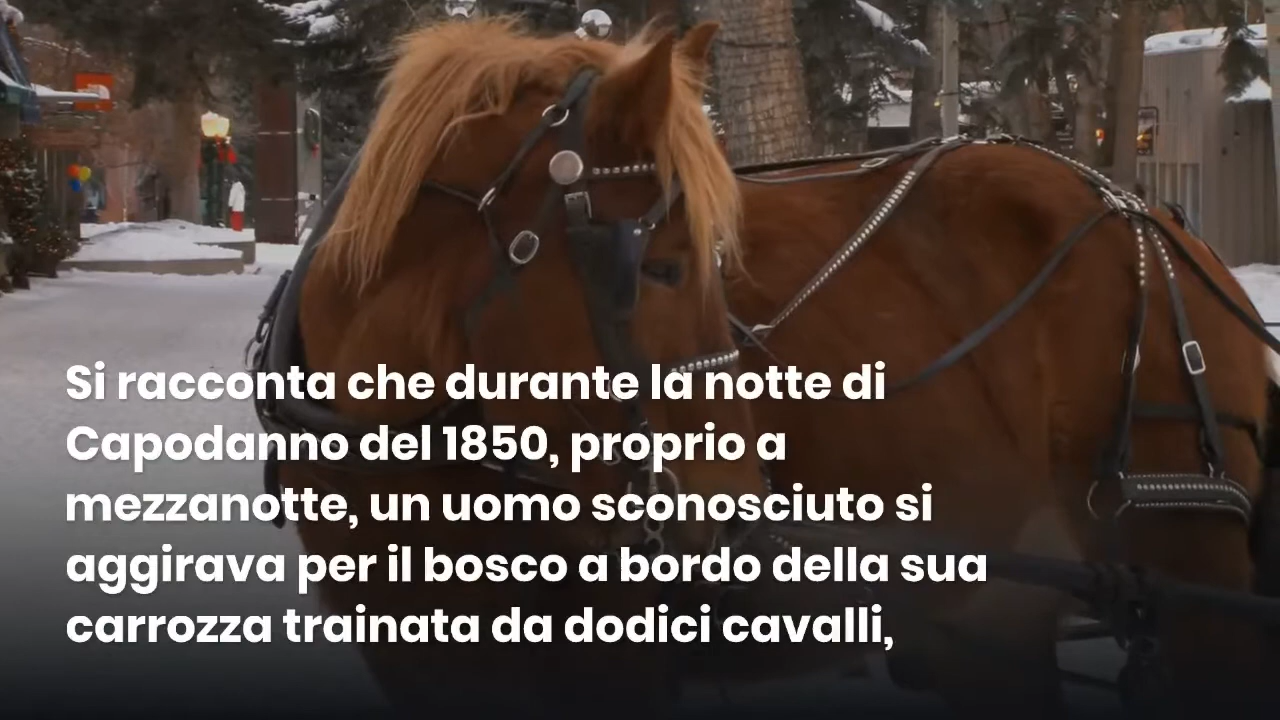 Si racconta che durante la notte di
Capodanno del 1850, proprio a
mezzanotte, un uomo sconosciuto si
aggirava per il bosco a bordo della sua
carrozza trainata da dodici cavalli,